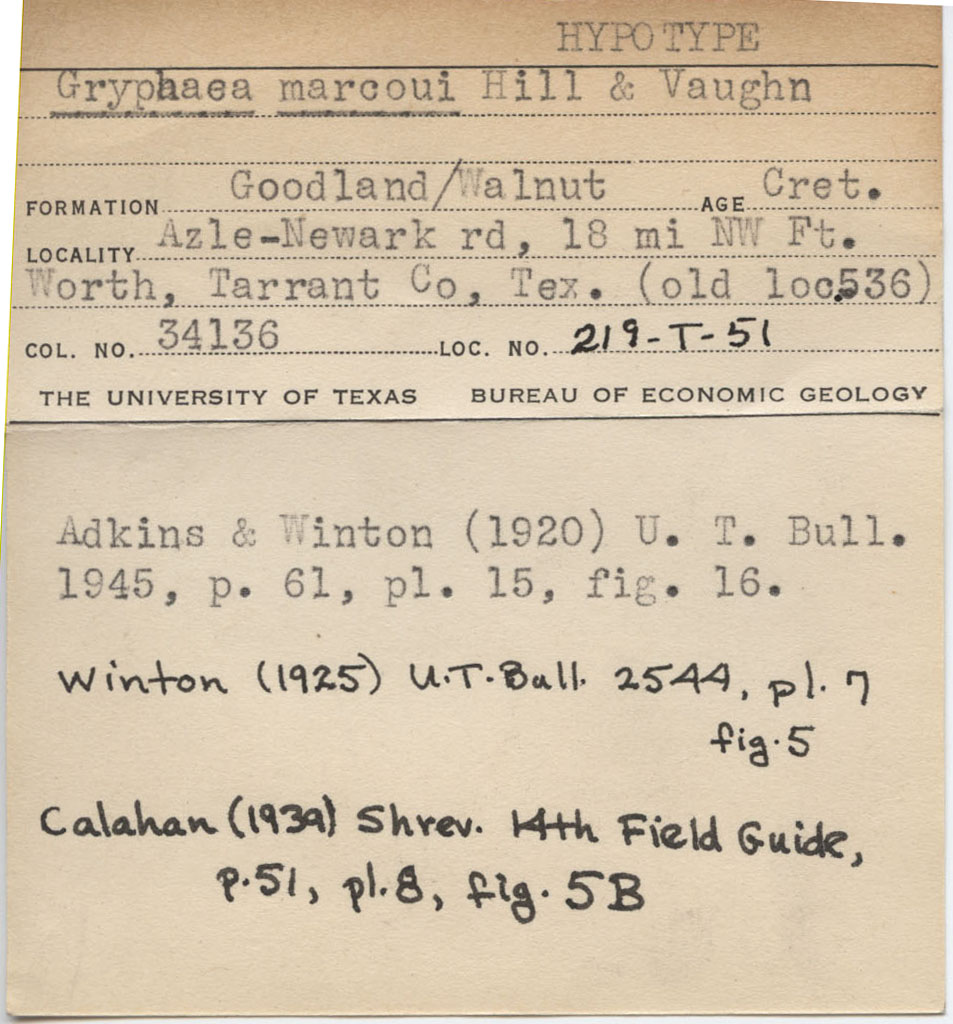 HYPOTYPE
Gryphaea marcoui Hill & Vaughn
FORMATION Goodland/Walnut AGE Cret.
LOCALITY Azle-Newark rd, 18 mi NW Ft.
Worth, Tarrant Co, Tex. (old loc.536)
COL. NO. 34136 LOC. NO. 219-T-51
THE UNIVERSITY OF TEXAS BUREAU OF ECONOMIC GEOLOGY
Adkins & Winton (1920) U. T. Bull.
1945, p. 61, pl. 15, fig. 16.
Winton (1925) U.T. Bull. 2544, pl. 7
fig. 5
Calahan (1939) Shrev. 14th Field Guide,
p. 51, pl. 8, fig. 5B